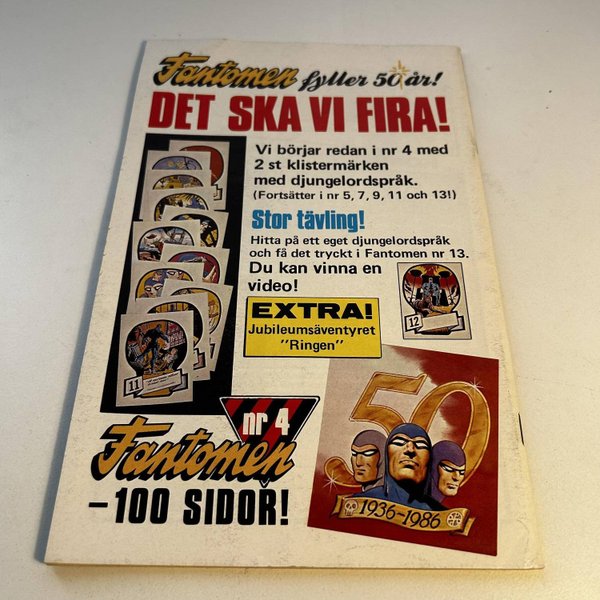 Fantomen fyller 50 år!
DET SKA VI FIRA!
Vi börjar redan i nr 4 med
2 st klistermärken
med djungelordspråk.
(Fortsätter i nr 5, 7, 9, 11 och 13!)
Stor tävling!
Hitta på ett eget djungelordspråk
och få det tryckt i Fantomen nr 13.
Du kan vinna en
video!
EXTRA!
Jubileumsäventyret
"Ringen"
12
11
nr 4
Fantomen
–100 SIDOR!
50
1936–1986